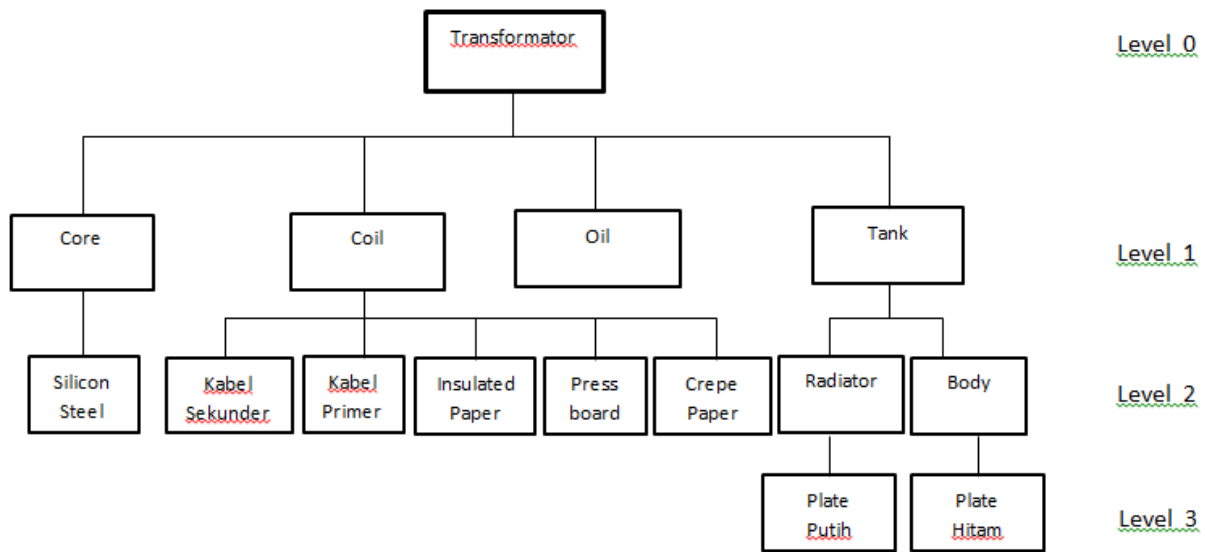 Transformator
Level 0
Core
Coil
Oil
Tank
Level 1
Silicon
Steel
Kabel
Sekunder
Kabel
Primer
Insulated
Paper
Press
board
Crepe
Paper
Radiator
Body
Level 2
Plate
Putih
Plate
Hitam
Level 3